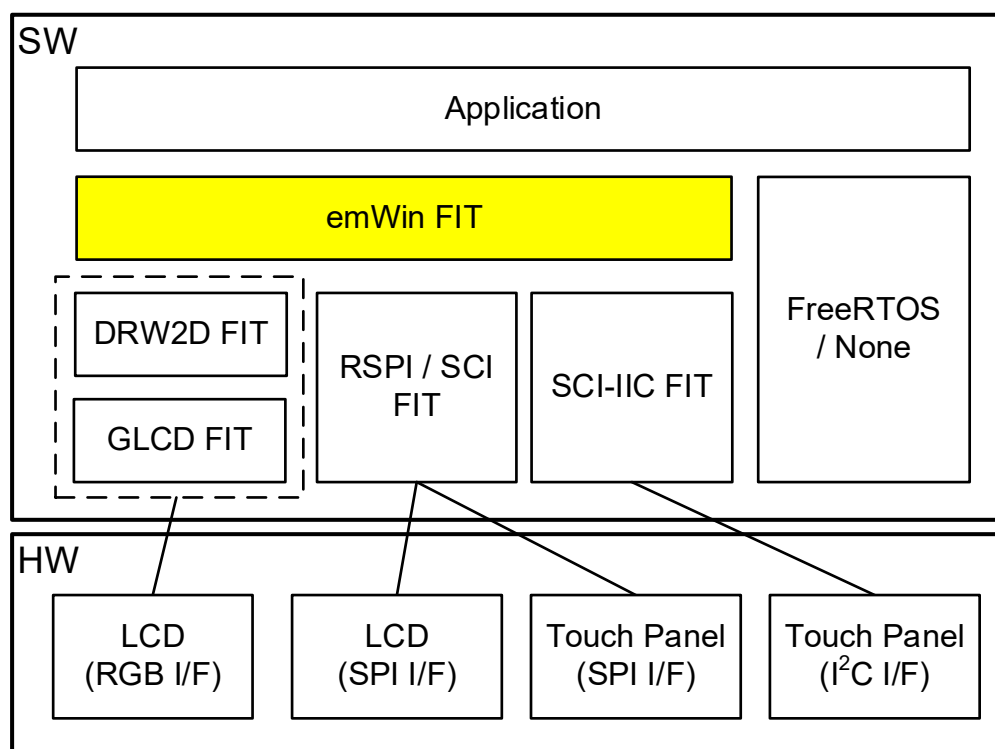 SW
Application
emWin FIT
DRW2D FIT
GLCD FIT
RSPI / SCI
FIT
SCI-IIC FIT
FreeRTOS
/ None
HW
LCD
(RGB I/F)
LCD
(SPI I/F)
Touch Panel
(SPI I/F)
Touch Panel
(I²C I/F)